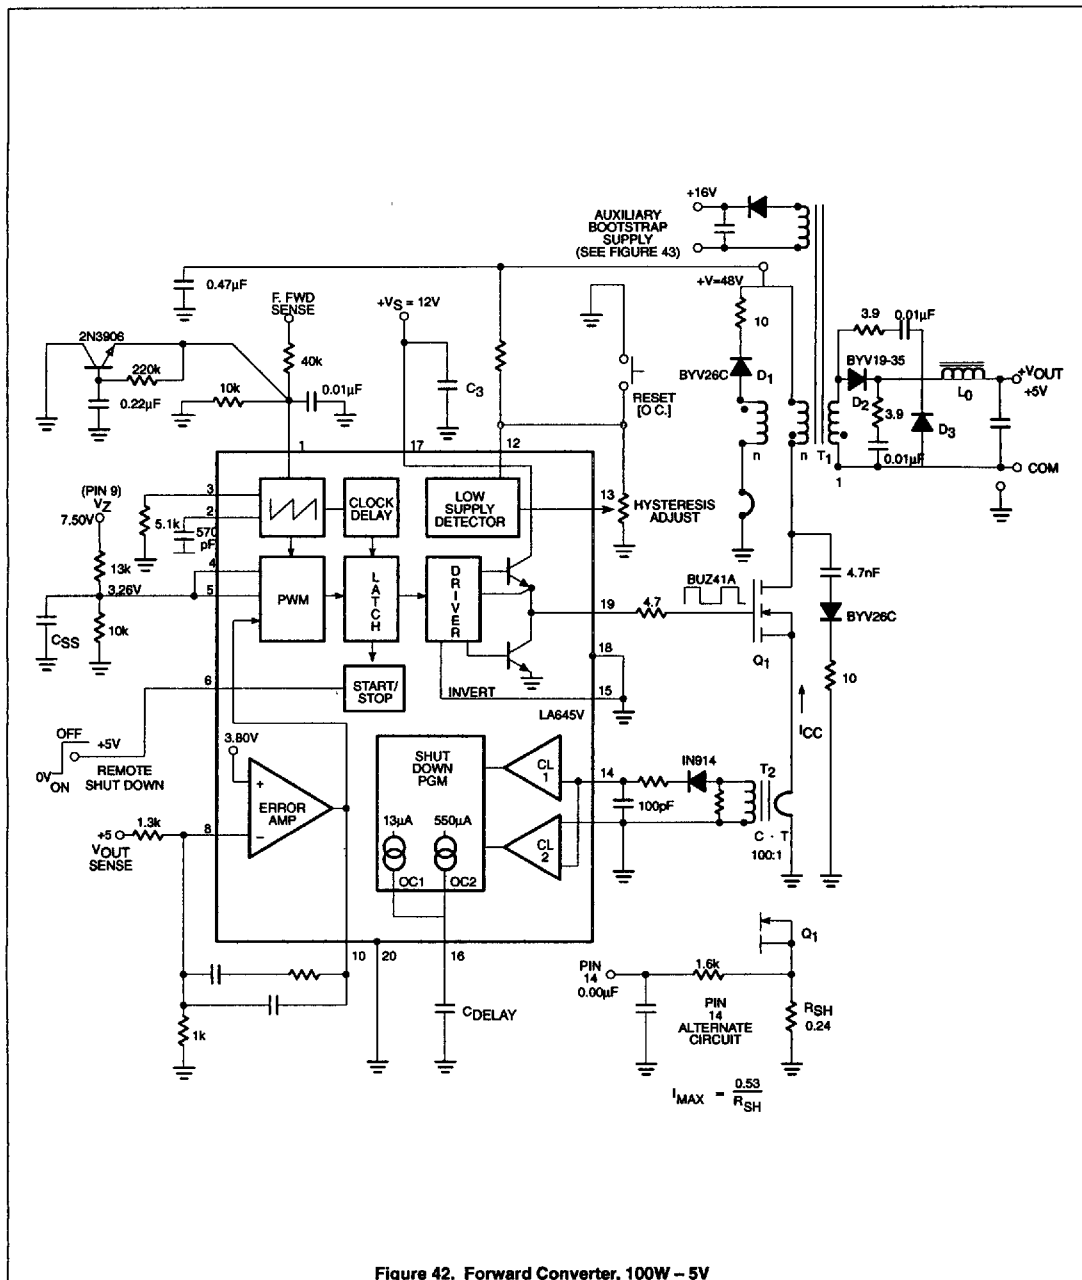 +16V
AUXILIARY
BOOTSTRAP
SUPPLY
(SEE FIGURE 43)
0.47µF
F. FWD
SENSE
+VS = 12V
+V=48V
10
3.9
0.01µF
2N3906
220k
0.22µF
40k
10k
0.01µF
C3
RESET
[O C.]
BYV26C
D1
BYV19-35
D2
3.9
0.01µF
D3
L0
+VOUT
+5V
COM
n
n
T1
1
1
17
12
(PIN 9)
VZ
7.50V
3
2
5.1k
570
pF
CLOCK
DELAY
LOW
SUPPLY
DETECTOR
13
HYSTERESIS
ADJUST
13k
4
5
3.26V
CSS
10k
PWM
LATCH
DRIVER
19
4.7
BUZ41A
Q1
4.7nF
BYV26C
10
18
15
ICC
6
START/
STOP
INVERT
LA645V
OFF
+5V
0V
ON
REMOTE
SHUT DOWN
3.80V
+
ERROR
AMP
−
SHUT
DOWN
PGM
13µA
550µA
OC1
OC2
CL
1
CL
2
14
100pF
IN914
T2
C · T
100:1
+5
1.3k
8
VOUT
SENSE
10
20
16
1k
CDELAY
PIN
14
0.00µF
1.6k
PIN
14
ALTERNATE
CIRCUIT
Q1
RSH
0.24
IMAX = 0.53
RSH
Figure 42. Forward Converter, 100W – 5V